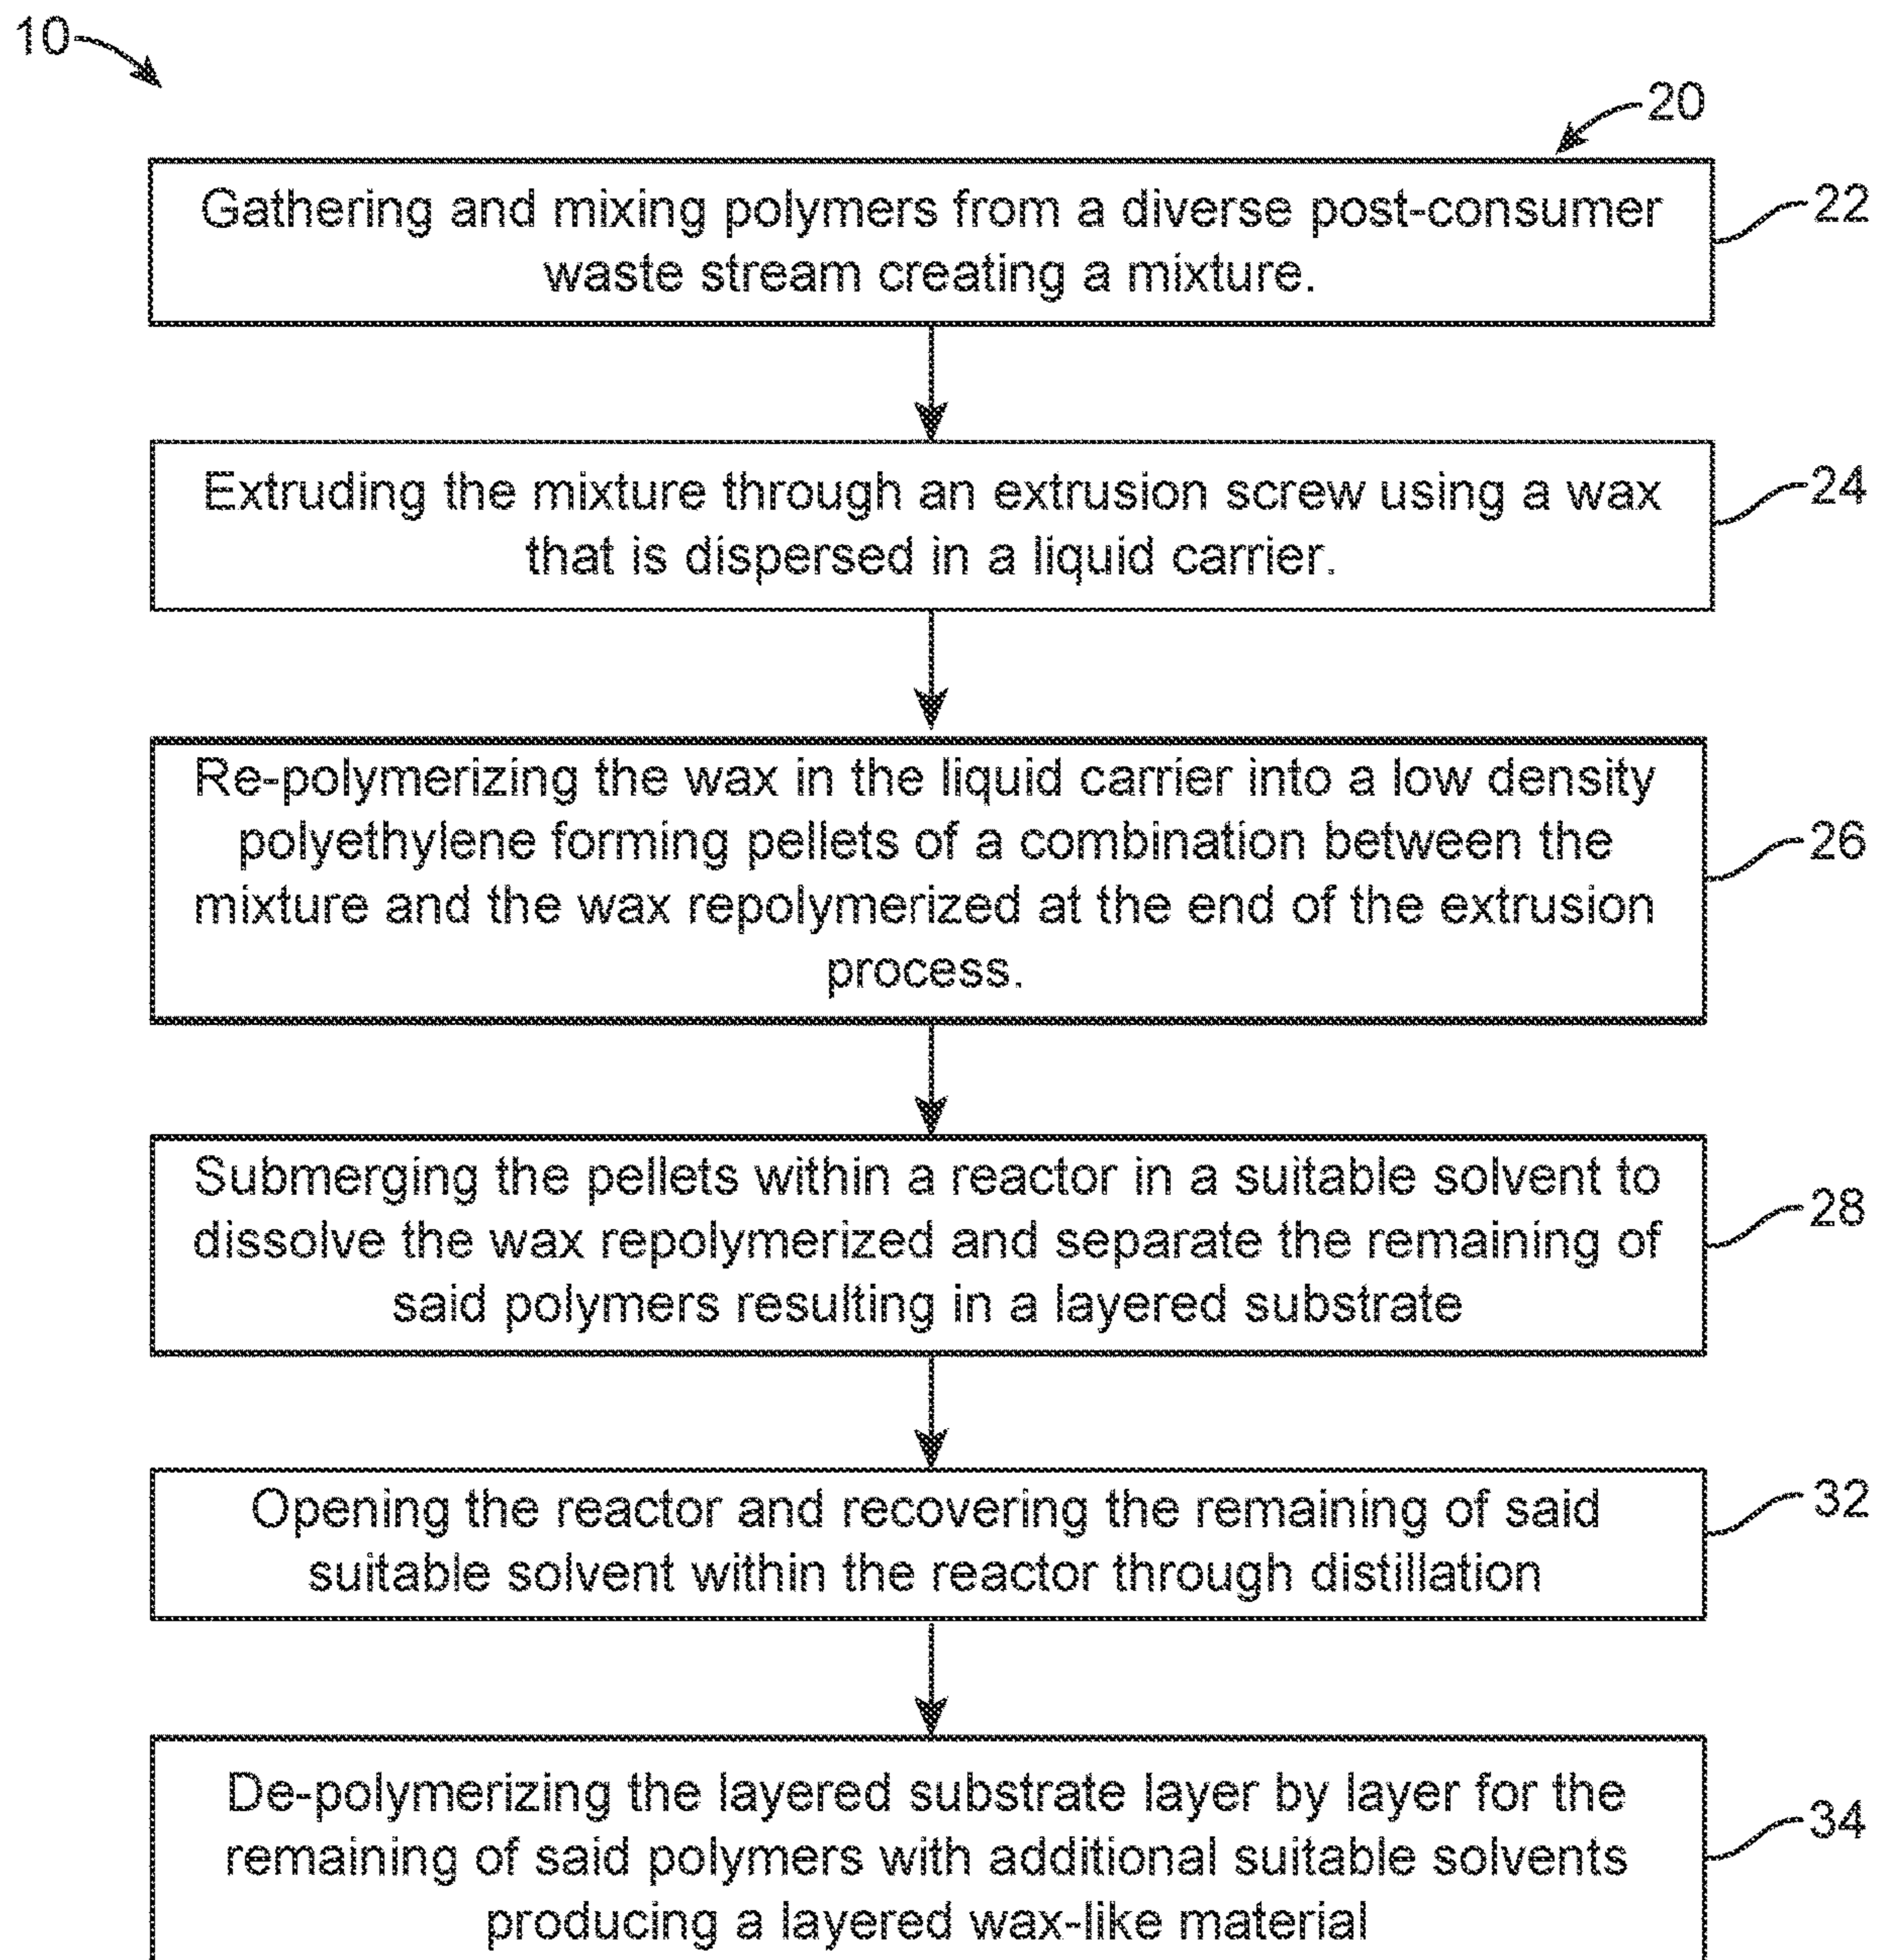 10
20
Gathering and mixing polymers from a diverse post-consumer
waste stream creating a mixture.
22
Extruding the mixture through an extrusion screw using a wax
that is dispersed in a liquid carrier.
24
Re-polymerizing the wax in the liquid carrier into a low density
polyethylene forming pellets of a combination between the
mixture and the wax repolymerized at the end of the extrusion
process.
26
Submerging the pellets within a reactor in a suitable solvent to
dissolve the wax repolymerized and separate the remaining of
said polymers resulting in a layered substrate
28
Opening the reactor and recovering the remaining of said
suitable solvent within the reactor through distillation
32
De-polymerizing the layered substrate layer by layer for the
remaining of said polymers with additional suitable solvents
producing a layered wax-like material
34